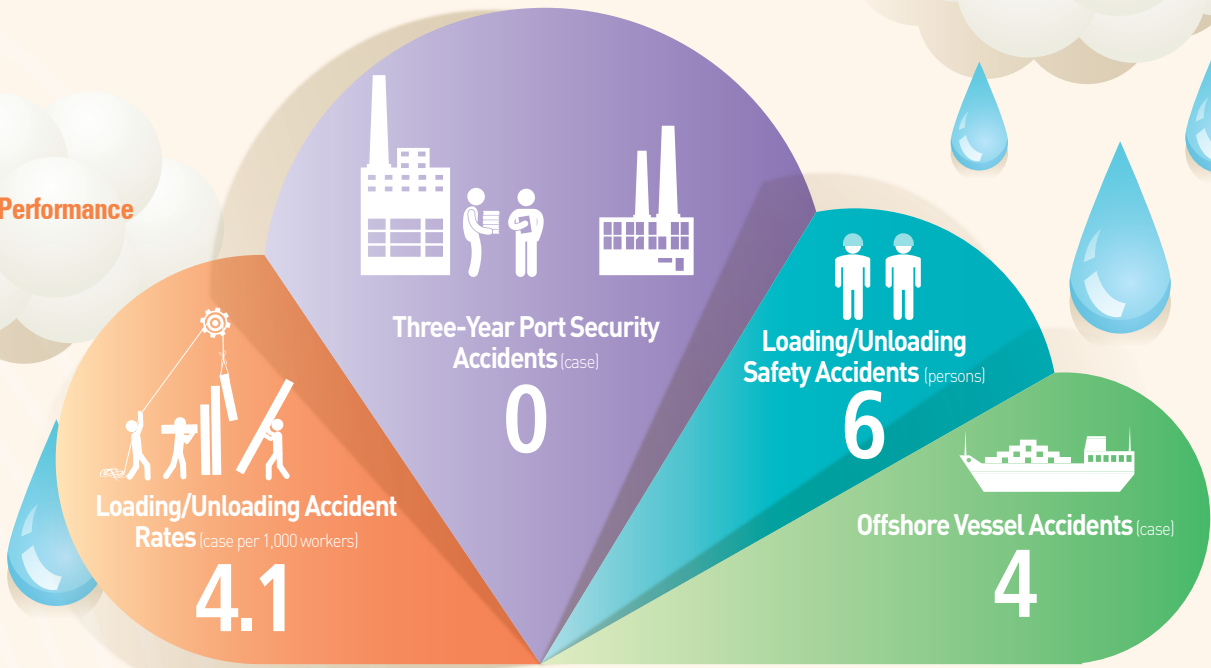 Performance
Loading/Unloading Accident
Rates (case per 1,000 workers)
4.1
Three-Year Port Security
Accidents (case)
0
Loading/Unloading
Safety Accidents (persons)
6
Offshore Vessel Accidents (case)
4